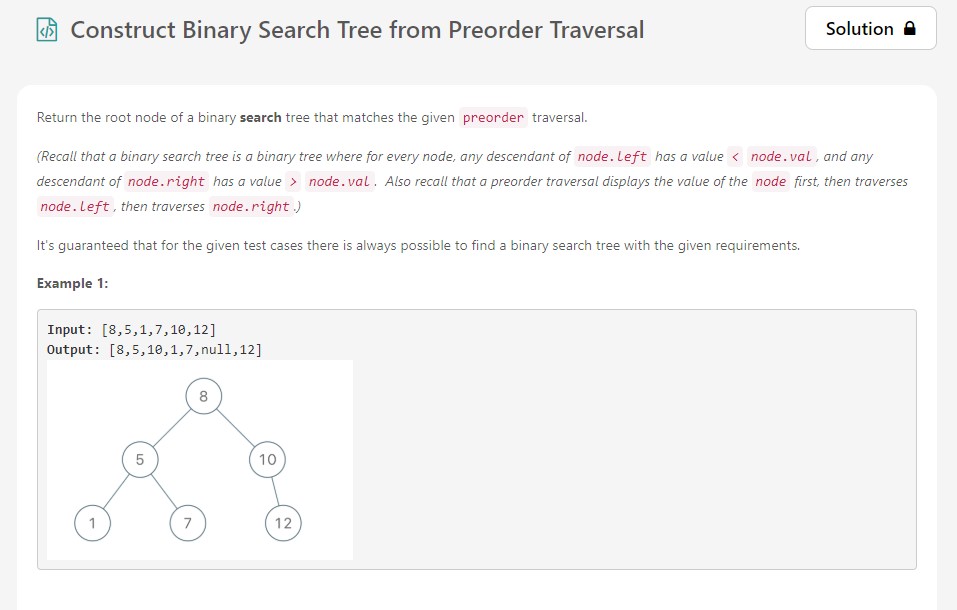 Construct Binary Search Tree from Preorder Traversal
Solution
Return the root node of a binary search tree that matches the given preorder traversal.
(Recall that a binary search tree is a binary tree where for every node, any descendant of node.left has a value < node.val, and any
descendant of node.right has a value > node.val. Also recall that a preorder traversal displays the value of the node first, then traverses
node.left, then traverses node.right.)
It's guaranteed that for the given test cases there is always possible to find a binary search tree with the given requirements.
Example 1:
Input: [8,5,1,7,10,12]
Output: [8,5,10,1,7,null,12]
8
5 10
1 7 12